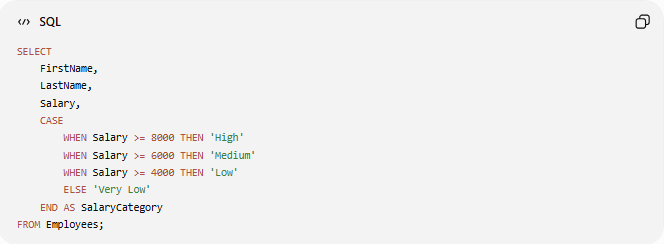 SQL
SELECT
    FirstName,
    LastName,
    Salary,
    CASE
        WHEN Salary >= 8000 THEN 'High'
        WHEN Salary >= 6000 THEN 'Medium'
        WHEN Salary >= 4000 THEN 'Low'
        ELSE 'Very Low'
    END AS SalaryCategory
FROM Employees;